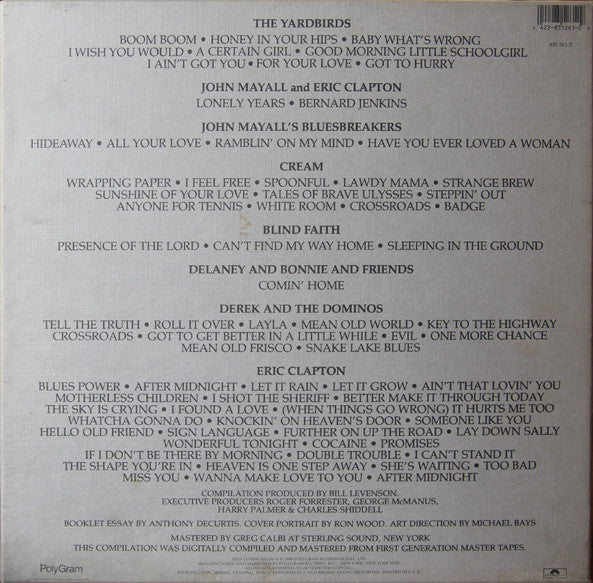 THE YARDBIRDS
BOOM BOOM • HONEY IN YOUR HIPS • BABY WHAT'S WRONG
I WISH YOU WOULD • A CERTAIN GIRL • GOOD MORNING LITTLE SCHOOLGIRL
I AIN'T GOT YOU • FOR YOUR LOVE • GOT TO HURRY
835 261-2
JOHN MAYALL and ERIC CLAPTON
LONELY YEARS • BERNARD JENKINS
JOHN MAYALL'S BLUESBREAKERS
HIDEAWAY • ALL YOUR LOVE • RAMBLIN' ON MY MIND • HAVE YOU EVER LOVED A WOMAN
CREAM
WRAPPING PAPER • I FEEL FREE • SPOONFUL • LAWDY MAMA • STRANGE BREW
SUNSHINE OF YOUR LOVE • TALES OF BRAVE ULYSSES • STEPPIN' OUT
ANYONE FOR TENNIS • WHITE ROOM • CROSSROADS • BADGE
BLIND FAITH
PRESENCE OF THE LORD • CAN'T FIND MY WAY HOME • SLEEPING IN THE GROUND
DELANEY AND BONNIE AND FRIENDS
COMIN' HOME
DEREK AND THE DOMINOS
TELL THE TRUTH • ROLL IT OVER • LAYLA • MEAN OLD WORLD • KEY TO THE HIGHWAY
CROSSROADS • GOT TO GET BETTER IN A LITTLE WHILE • EVIL • ONE MORE CHANCE
MEAN OLD FRISCO • SNAKE LAKE BLUES
ERIC CLAPTON
BLUES POWER • AFTER MIDNIGHT • LET IT RAIN • LET IT GROW • AIN'T THAT LOVIN' YOU
MOTHERLESS CHILDREN • I SHOT THE SHERIFF • BETTER MAKE IT THROUGH TODAY
THE SKY IS CRYING • I FOUND A LOVE • (WHEN THINGS GO WRONG) IT HURTS ME TOO
WHATCHA GONNA DO • KNOCKIN' ON HEAVEN'S DOOR • SOMEONE LIKE YOU
HELLO OLD FRIEND • SIGN LANGUAGE • FURTHER ON UP THE ROAD • LAY DOWN SALLY
WONDERFUL TONIGHT • COCAINE • PROMISES
IF I DON'T BE THERE BY MORNING • DOUBLE TROUBLE • I CAN'T STAND IT
THE SHAPE YOU'RE IN • HEAVEN IS ONE STEP AWAY • SHE'S WAITING • TOO BAD
MISS YOU • WANNA MAKE LOVE TO YOU • AFTER MIDNIGHT
COMPILATION PRODUCED BY BILL LEVENSON.
EXECUTIVE PRODUCERS ROGER FORRESTER, GEORGE McMANUS,
HARRY PALMER & CHARLES SHIDDELL
BOOKLET ESSAY BY ANTHONY DECURTIS. COVER PORTRAIT BY RON WOOD. ART DIRECTION BY MICHAEL BAYS
MASTERED BY GREG CALBI AT STERLING SOUND, NEW YORK
THIS COMPILATION WAS DIGITALLY COMPILED AND MASTERED FROM FIRST GENERATION MASTER TAPES.
PolyGram